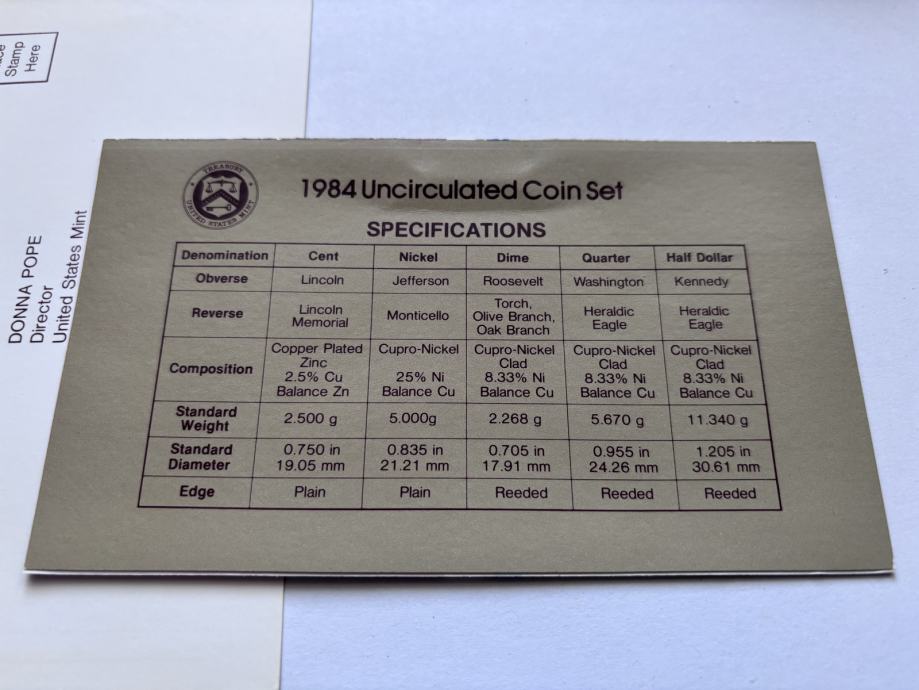 Stamp
Here
DONNA POPE
Director
United States Mint
TREASURY
UNITED STATES MINT
1984 Uncirculated Coin Set
SPECIFICATIONS
Denomination Cent Nickel Dime Quarter Half Dollar
Obverse Lincoln Jefferson Roosevelt Washington Kennedy
Reverse Lincoln Memorial Monticello Torch, Olive Branch, Oak Branch Heraldic Eagle Heraldic Eagle
Composition Copper Plated Zinc 2.5% Cu Balance Zn Cupro-Nickel 25% Ni Balance Cu Cupro-Nickel Clad 8.33% Ni Balance Cu Cupro-Nickel Clad 8.33% Ni Balance Cu Cupro-Nickel Clad 8.33% Ni Balance Cu
Standard Weight 2.500 g 5.000g 2.268 g 5.670 g 11.340 g
Standard Diameter 0.750 in 19.05 mm 0.835 in 21.21 mm 0.705 in 17.91 mm 0.955 in 24.26 mm 1.205 in 30.61 mm
Edge Plain Plain Reeded Reeded Reeded